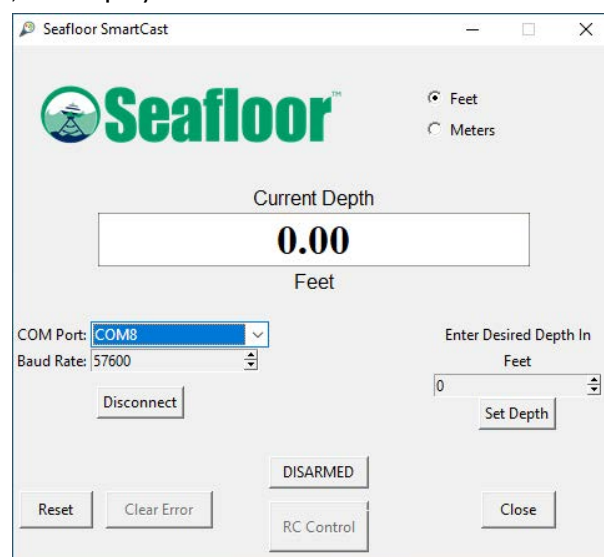 Seafloor SmartCast
Seafloor™
Feet
Meters
Current Depth
0.00
Feet
COM Port: COM8
Baud Rate: 57600
Disconnect
Enter Desired Depth In
Feet
0
Set Depth
DISARMED
Reset
Clear Error
RC Control
Close